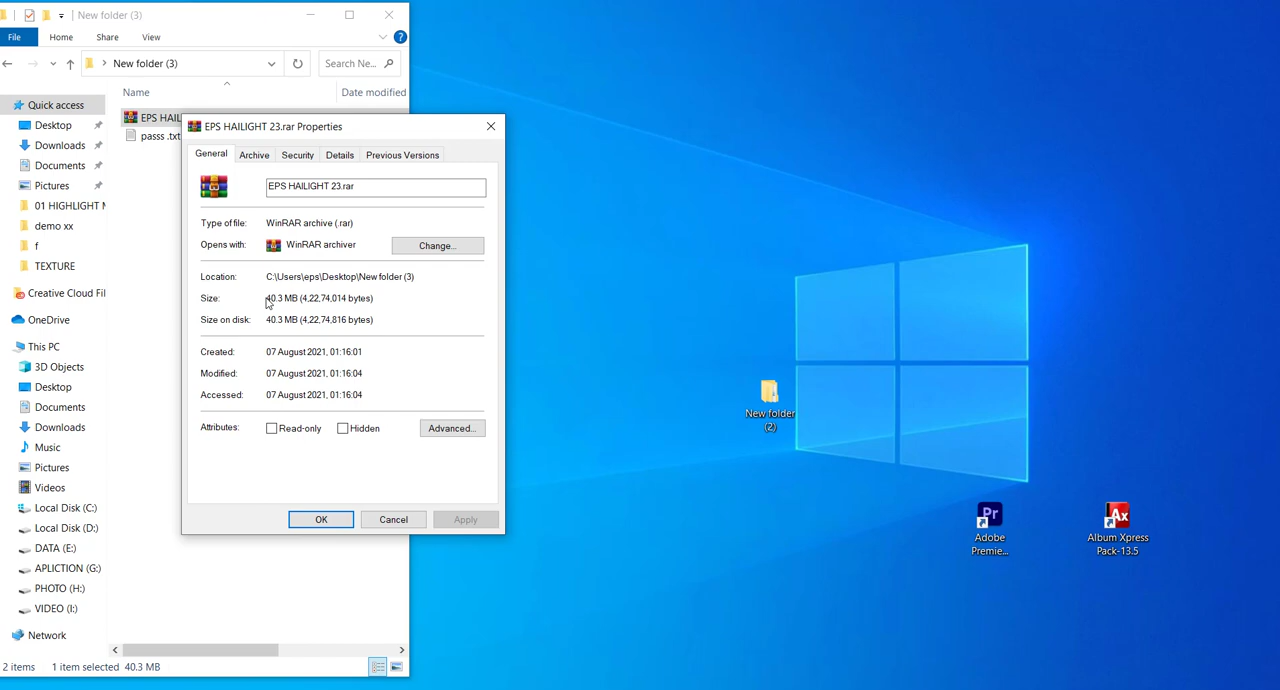 New folder (3)
File Home Share View
New folder (3) Search Ne...
Name Date modified
Quick access
Desktop
Downloads
Documents
Pictures
01 HIGHLIGHT
demo xx
f
TEXTURE
Creative Cloud Fil
OneDrive
This PC
3D Objects
Desktop
Documents
Downloads
Music
Pictures
Videos
Local Disk (C:)
Local Disk (D:)
DATA (E:)
APLICTION (G:)
PHOTO (H:)
VIDEO (I:)
Network
EPS HAIL
passs .txt
2 items 1 item selected 40.3 MB
EPS HAILIGHT 23.rar Properties
General Archive Security Details Previous Versions
EPS HAILIGHT 23.rar
Type of file: WinRAR archive (.rar)
Opens with: WinRAR archiver Change...
Location: C:\Users\eps\Desktop\New folder (3)
Size: 40.3 MB (4,22,74,014 bytes)
Size on disk: 40.3 MB (4,22,74,816 bytes)
Created: 07 August 2021, 01:16:01
Modified: 07 August 2021, 01:16:04
Accessed: 07 August 2021, 01:16:04
Attributes: Read-only Hidden Advanced...
OK Cancel Apply
New folder
(2)
Pr
Adobe
Premie...
Ax
Album Xpress
Pack-13.5